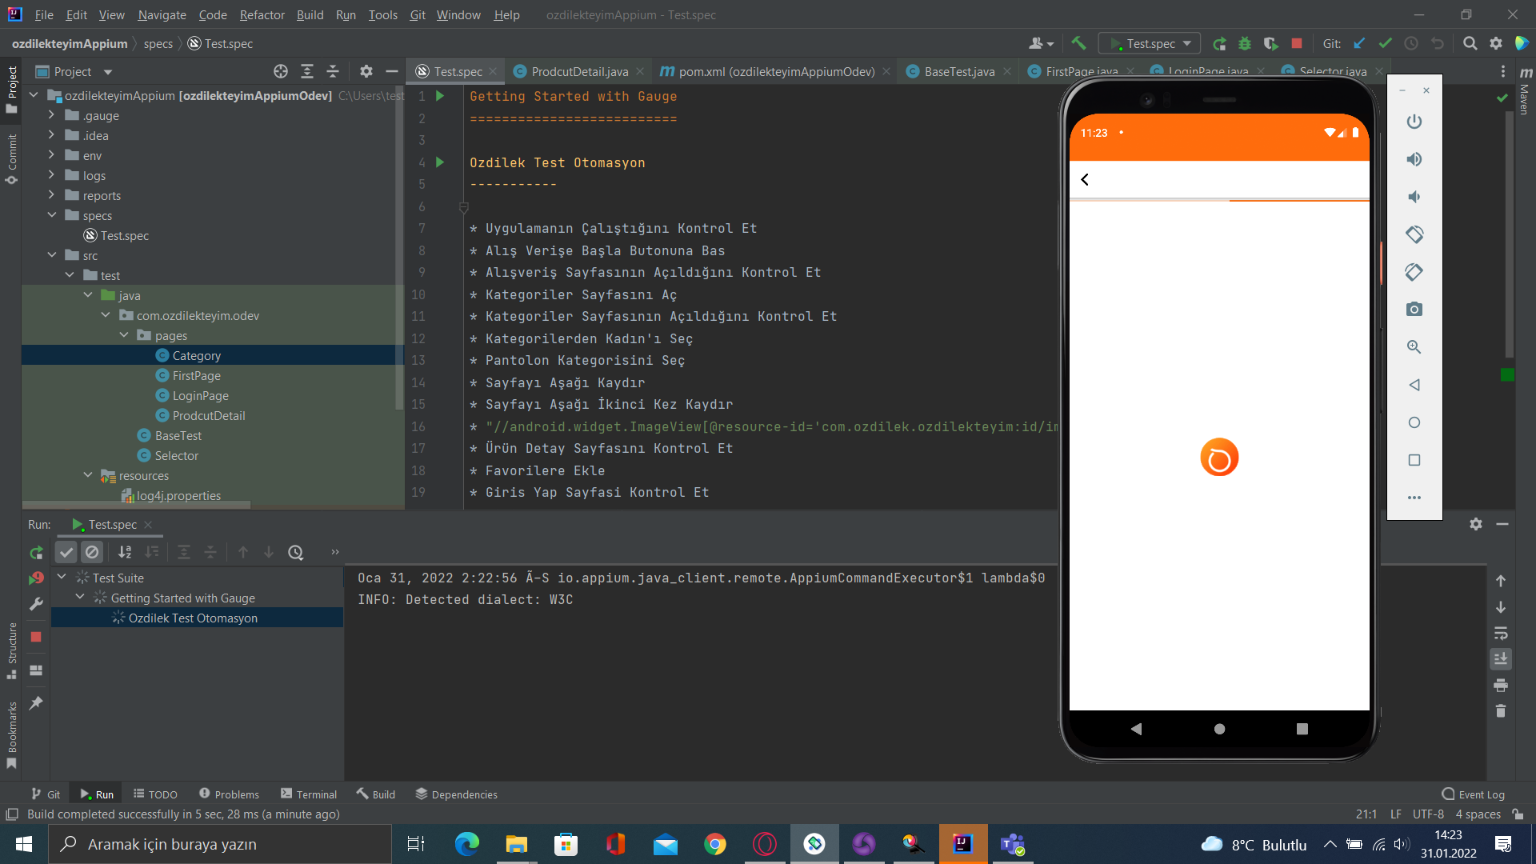 File Edit View Navigate Code Refactor Build Run Tools Git Window Help ozdilekteyimAppium - Test.spec
ozdilekteyimAppium specs Test.spec Test.spec Git:
Project Test.spec ProdcutDetail.java pom.xml (ozdilekteyimAppiumOdev) BaseTest.java FirstPage.java LoginPage.java Selector.java
Project
Commit
Structure
Bookmarks
Maven
ozdilekteyimAppium [ozdilekteyimAppiumOdev] C:\Users\test
.gauge
.idea
env
logs
reports
specs
Test.spec
src
test
java
com.ozdilekteyim.odev
pages
Category
FirstPage
LoginPage
ProdcutDetail
BaseTest
Selector
resources
log4j.properties
1 Getting Started with Gauge
2 ==========================
3
4 Ozdilek Test Otomasyon
5 -----------
6
7 * Uygulamanın Çalıştığını Kontrol Et
8 * Alış Verişe Başla Butonuna Bas
9 * Alışveriş Sayfasının Açıldığını Kontrol Et
10 * Kategoriler Sayfasını Aç
11 * Kategoriler Sayfasının Açıldığını Kontrol Et
12 * Kategorilerden Kadın'ı Seç
13 * Pantolon Kategorisini Seç
14 * Sayfayı Aşağı Kaydır
15 * Sayfayı Aşağı İkinci Kez Kaydır
16 * "//android.widget.ImageView[@resource-id='com.ozdilek.ozdilekteyim:id/im
17 * Ürün Detay Sayfasını Kontrol Et
18 * Favorilere Ekle
19 * Giris Yap Sayfasi Kontrol Et
11:23
Run: Test.spec
Test Suite
Getting Started with Gauge
Ozdilek Test Otomasyon
Oca 31, 2022 2:22:56 Ã-S io.appium.java_client.remote.AppiumCommandExecutor$1 lambda$0
INFO: Detected dialect: W3C
Git Run TODO Problems Terminal Build Dependencies Event Log
Build completed successfully in 5 sec, 28 ms (a minute ago) 21:1 LF UTF-8 4 spaces
Aramak için buraya yazın 8°C Bulutlu 14:23
31.01.2022